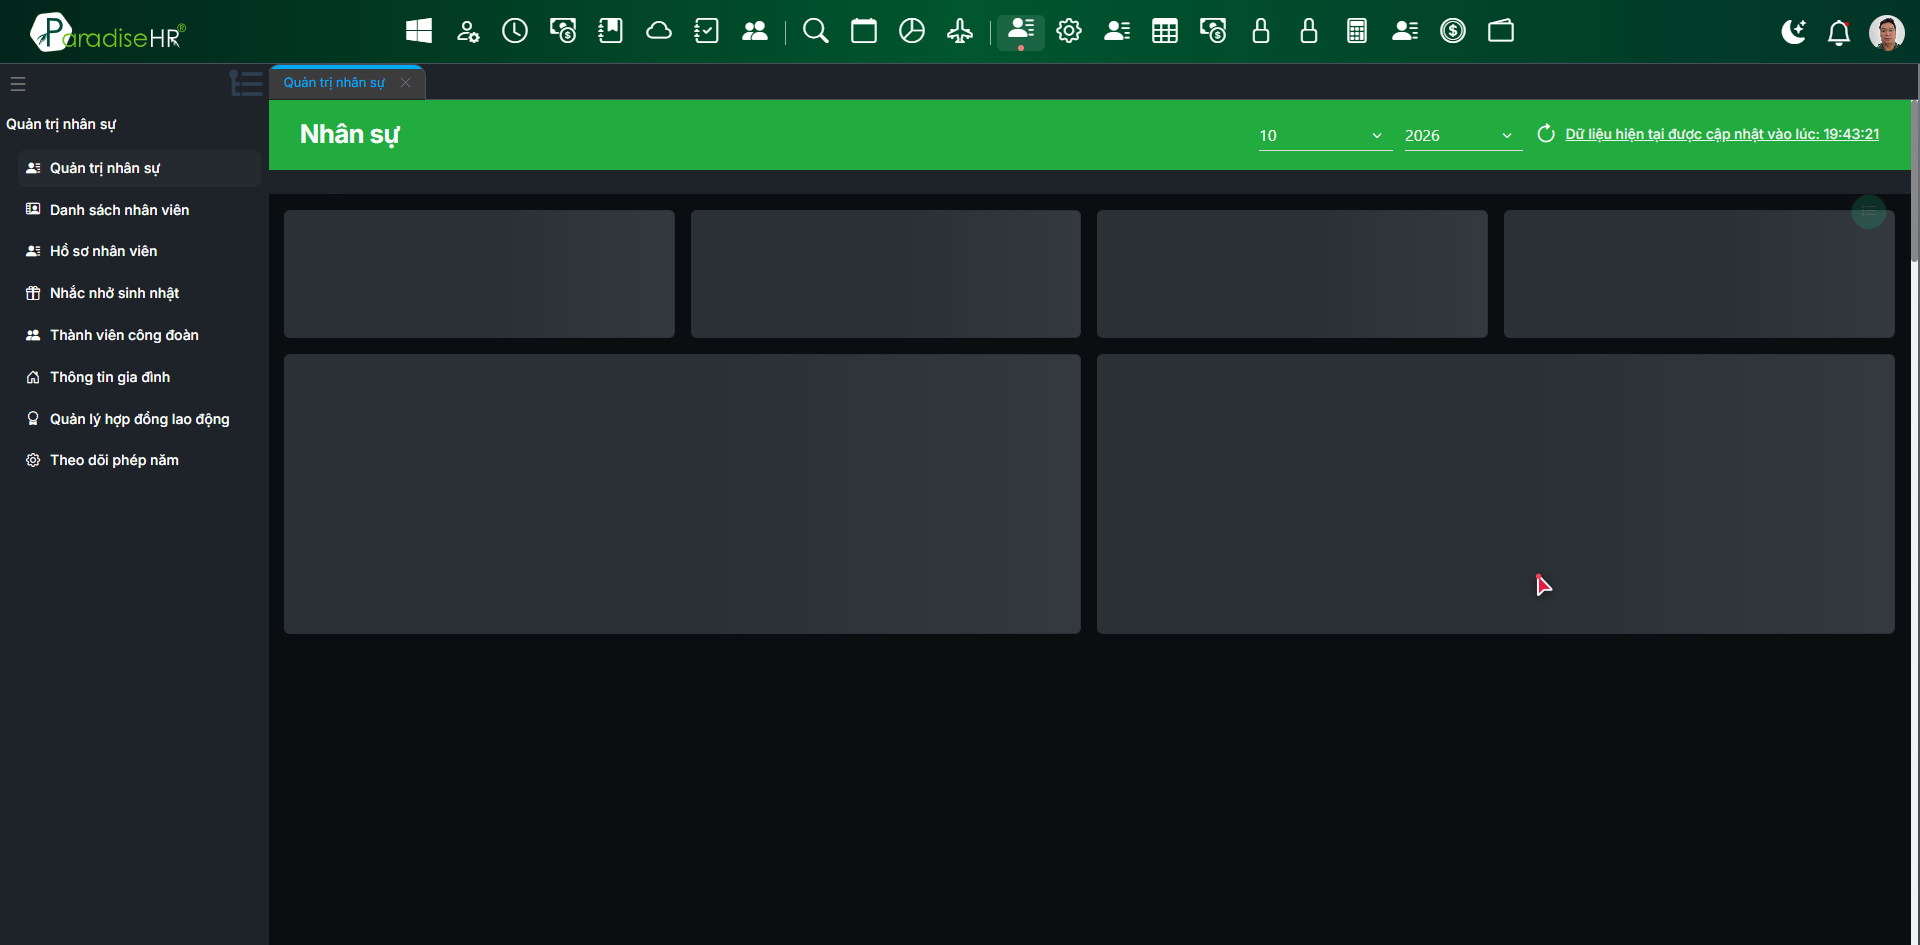 ParadiseHR®
Quản trị nhân sự
Nhân sự
10
2026
Dữ liệu hiện tại được cập nhật vào lúc: 19:43:21
Quản trị nhân sự
Quản trị nhân sự
Danh sách nhân viên
Hồ sơ nhân viên
Nhắc nhở sinh nhật
Thành viên công đoàn
Thông tin gia đình
Quản lý hợp đồng lao động
Theo dõi phép năm